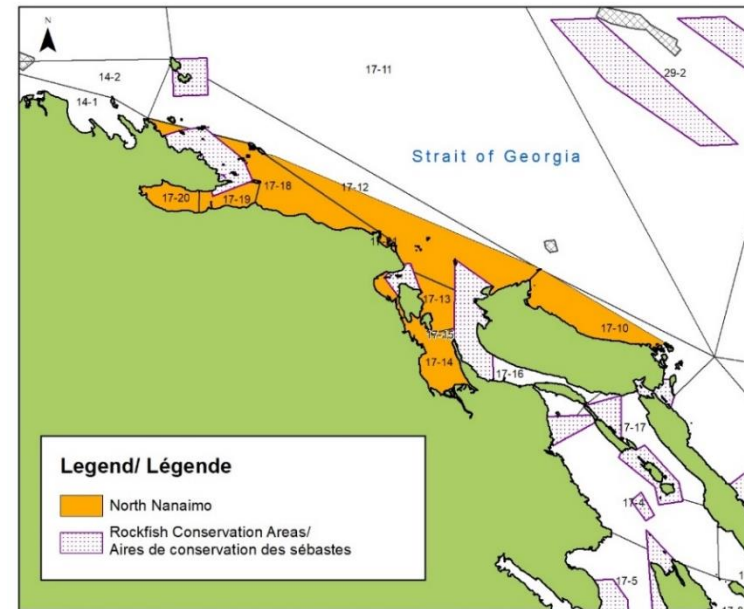 N
14-2
17-11
29-2
14-1
Strait of Georgia
17-18
17-12
17-20
17-19
17-13
17-10
17-15
17-14
17-16
17-17
17-4
17-5
Legend/ Légende
North Nanaimo
Rockfish Conservation Areas/
Aires de conservation des sébastes